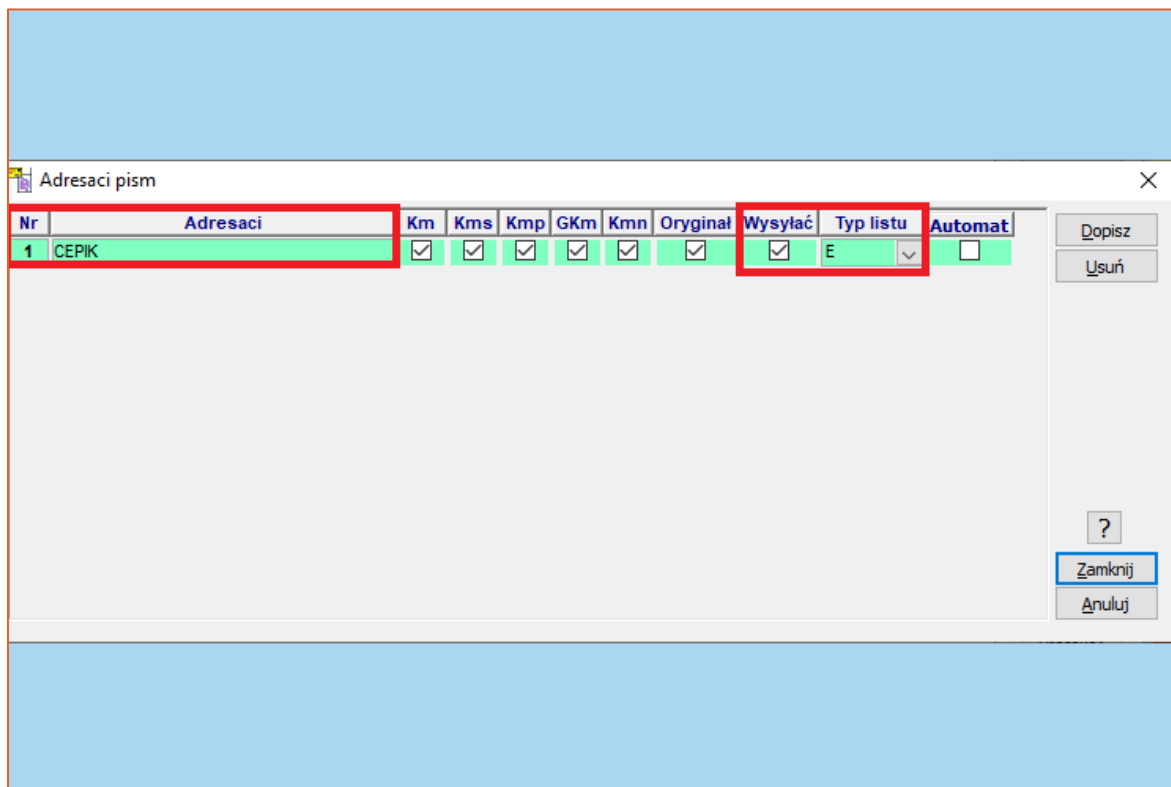 Adresaci pism
Nr Adresaci Km Kms Kmp GKm Kmn Oryginał Wysyłać Typ listu Automat
1 CEPIK E
Dopisz
Usuń
?
Zamknij
Anuluj